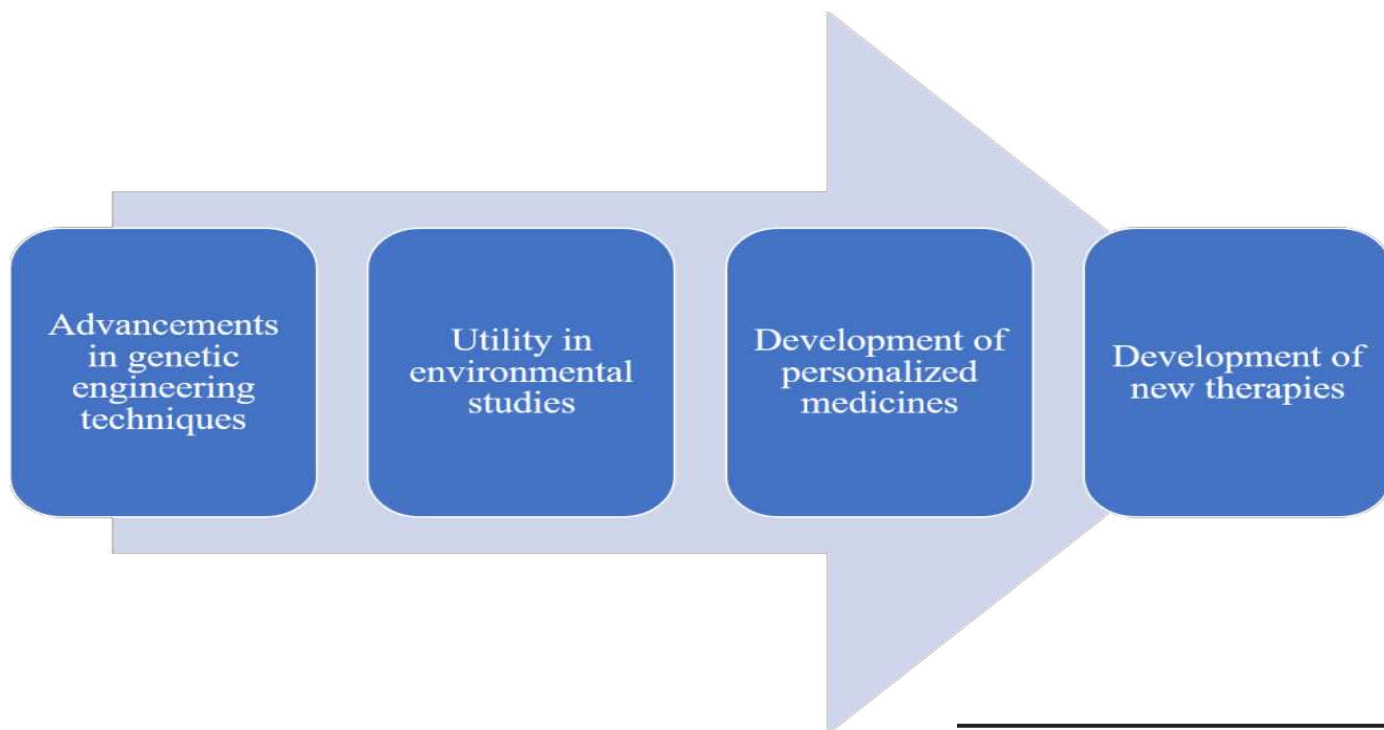 Advancements
in genetic
engineering
techniques
Utility in
environmental
studies
Development of
personalized
medicines
Development of
new therapies